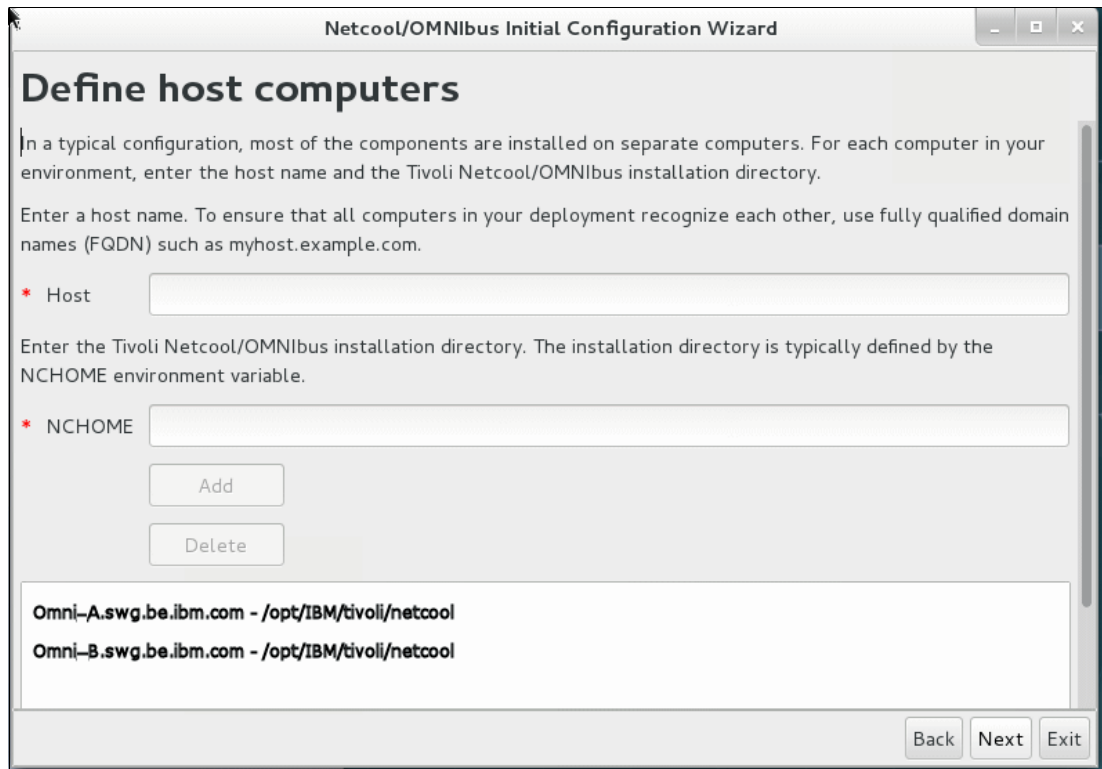 Netcool/OMNIbus Initial Configuration Wizard
Define host computers
In a typical configuration, most of the components are installed on separate computers. For each computer in your
environment, enter the host name and the Tivoli Netcool/OMNIbus installation directory.
Enter a host name. To ensure that all computers in your deployment recognize each other, use fully qualified domain
names (FQDN) such as myhost.example.com.
* Host
Enter the Tivoli Netcool/OMNIbus installation directory. The installation directory is typically defined by the
NCHOME environment variable.
* NCHOME
Add
Delete
Omni-A.swg.be.ibm.com - /opt/IBM/tivoli/netcool
Omni-B.swg.be.ibm.com - /opt/IBM/tivoli/netcool
Back Next Exit